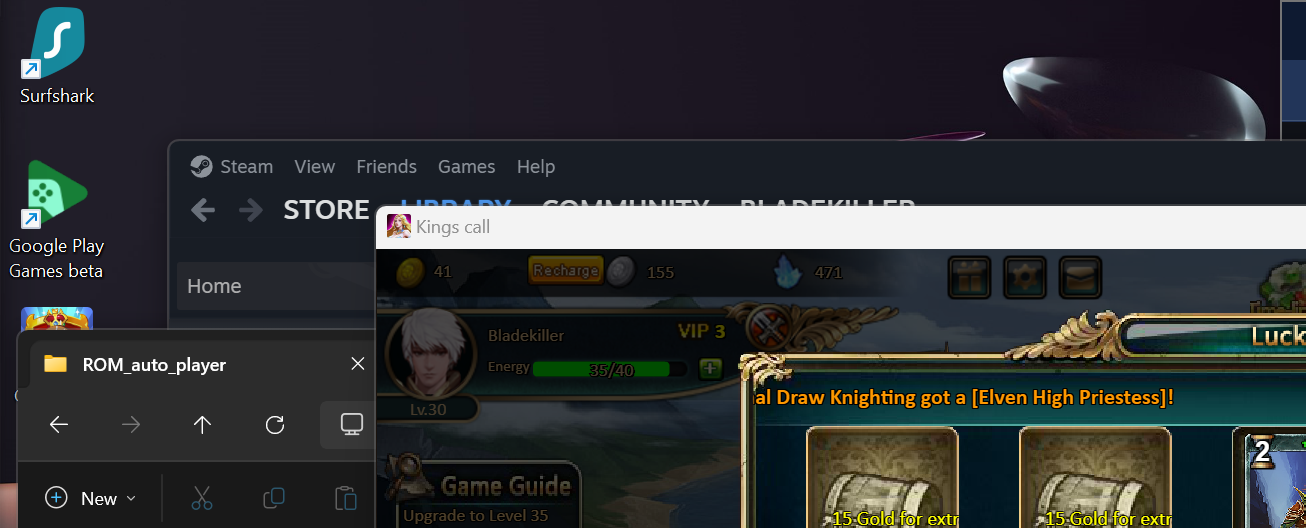 Surfshark
Google Play
Games beta
Steam View Friends Games Help
STORE LIBRARY COMMUNITY BLADEKILLER
Home
ROM_auto_player
New
Kings call
41 Recharge 155 471
Bladekiller VIP 3
Energy 35/40
Lv.30
Game Guide
Upgrade to Level 35
Luck
al Draw Knighting got a [Elven High Priestess]!
2
15 Gold for extr
15 Gold for extr